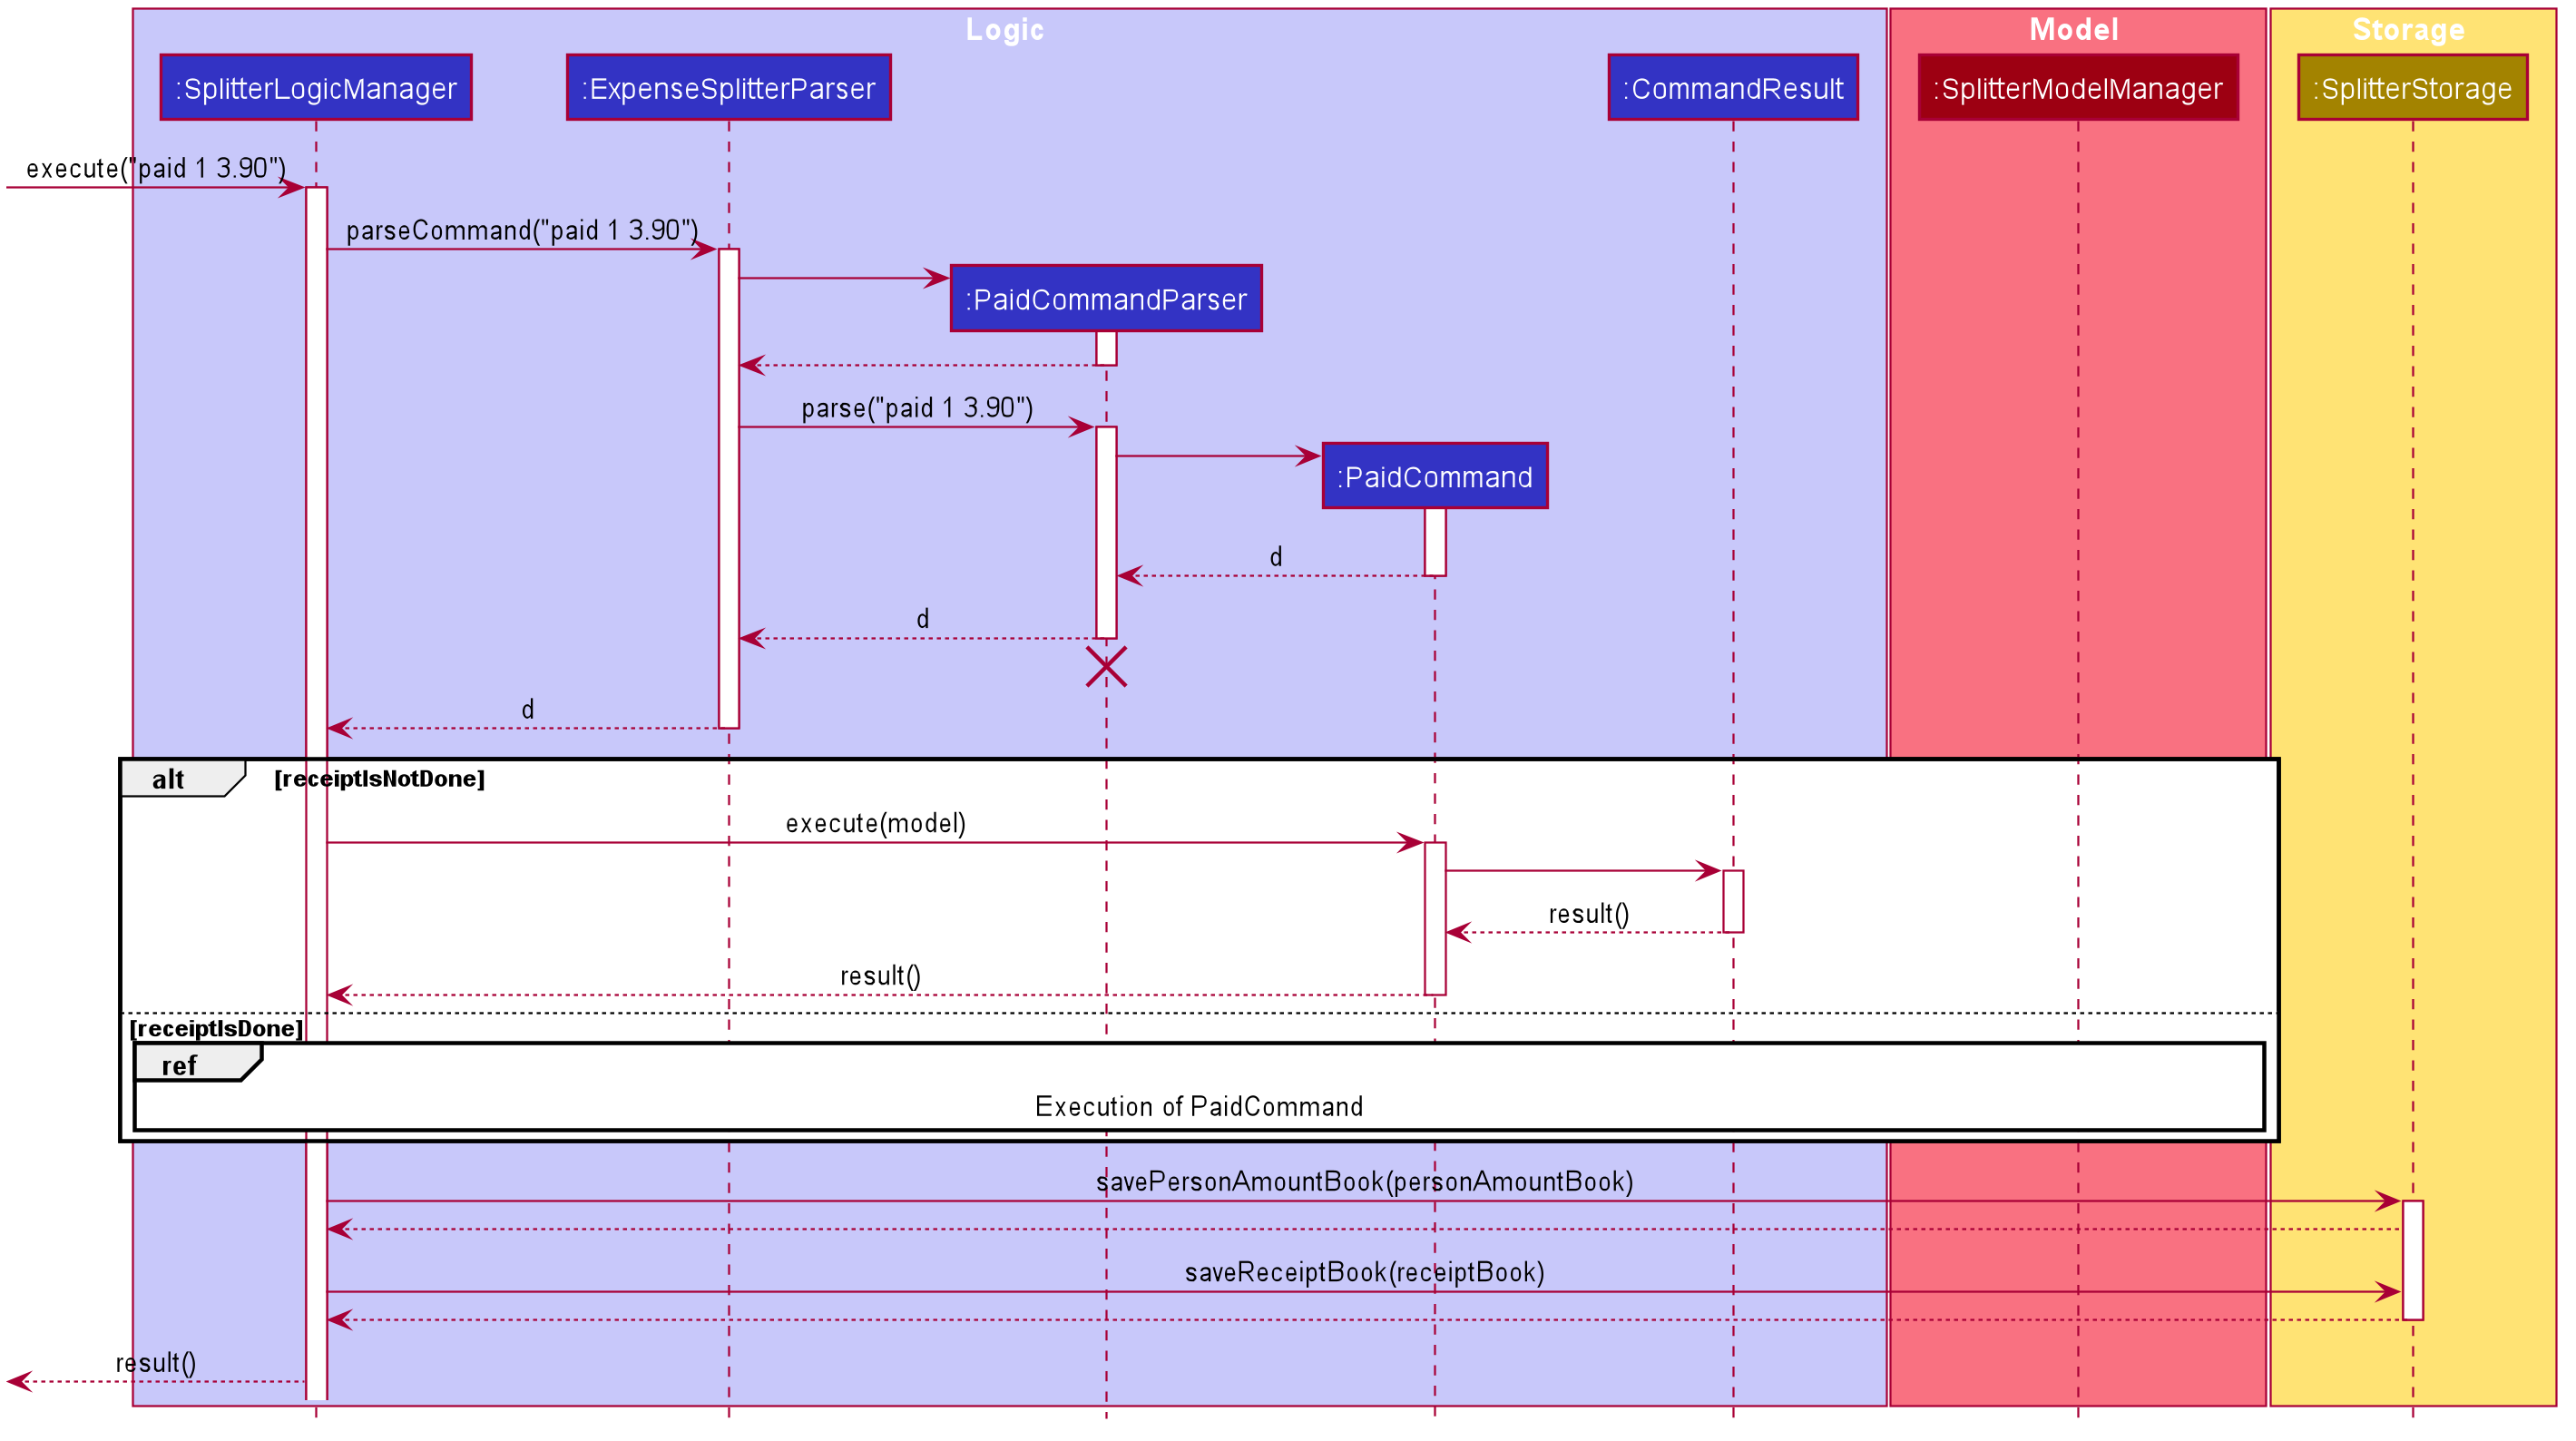 Logic
Model
Storage
:SplitterLogicManager
:ExpenseSplitterParser
:CommandResult
:SplitterModelManager
:SplitterStorage
execute("paid 1 3.90")
parseCommand("paid 1 3.90")
:PaidCommandParser
parse("paid 1 3.90")
:PaidCommand
d
d
d
alt
[receiptIsNotDone]
execute(model)
result()
result()
[receiptIsDone]
ref
Execution of PaidCommand
savePersonAmountBook(personAmountBook)
saveReceiptBook(receiptBook)
result()